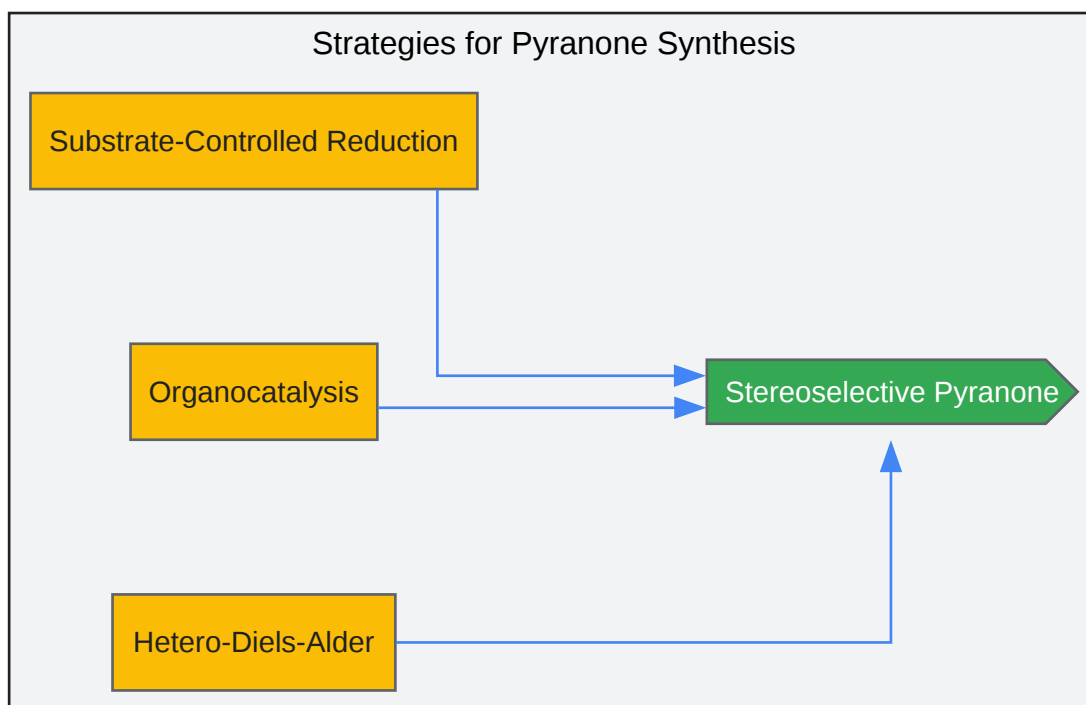 Strategies for Pyranone Synthesis
Substrate-Controlled Reduction
Organocatalysis
Stereoselective Pyranone
Hetero-Diels-Alder